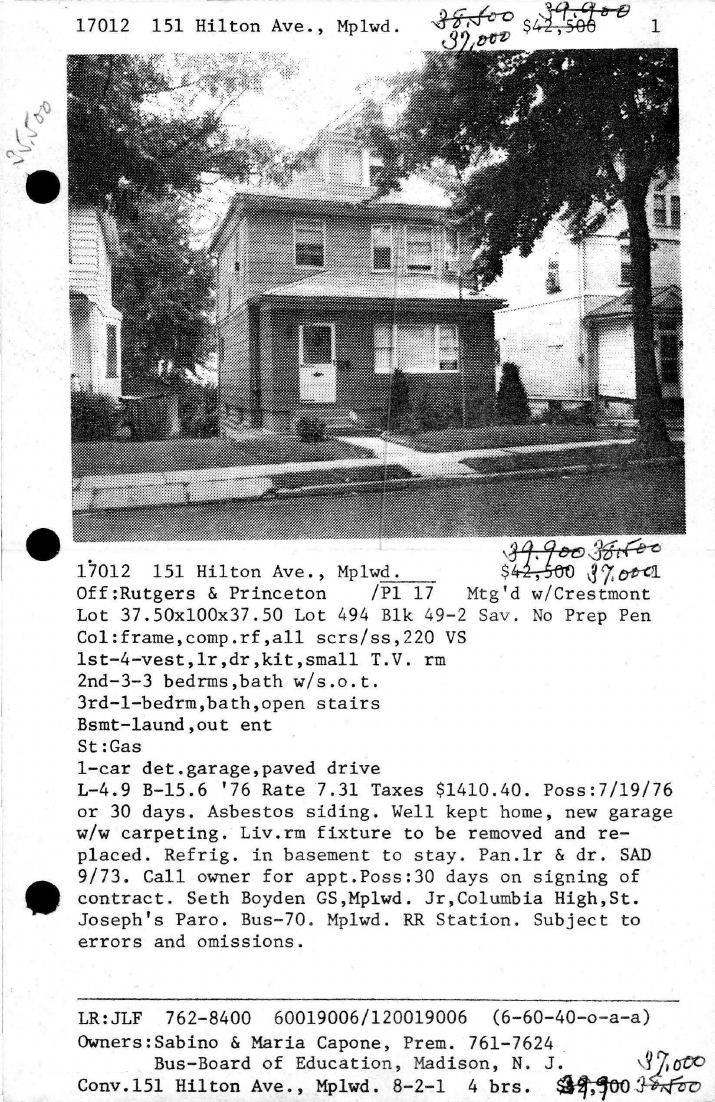 38.500 39.900
17012 151 Hilton Ave., Mplwd. 37,000 $42,500 1
35,500
39.900 38.500
17012 151 Hilton Ave., Mplwd. $42,500 37.000 1
Off:Rutgers & Princeton /Pl 17 Mtg'd w/Crestmont
Lot 37.50x100x37.50 Lot 494 Blk 49-2 Sav. No Prep Pen
Col:frame,comp.rf,all scrs/ss,220 VS
1st-4-vest,lr,dr,kit,small T.V. rm
2nd-3-3 bedrms,bath w/s.o.t.
3rd-1-bedrm,bath,open stairs
Bsmt-laund,out ent
St:Gas
1-car det.garage,paved drive
L-4.9 B-15.6 '76 Rate 7.31 Taxes $1410.40. Poss:7/19/76
or 30 days. Asbestos siding. Well kept home, new garage
w/w carpeting. Liv.rm fixture to be removed and re-
placed. Refrig. in basement to stay. Pan.lr & dr. SAD
9/73. Call owner for appt.Poss:30 days on signing of
contract. Seth Boyden GS,Mplwd. Jr,Columbia High,St.
Joseph's Paro. Bus-70. Mplwd. RR Station. Subject to
errors and omissions.
LR:JLF 762-8400 60019006/120019006 (6-60-40-o-a-a)
Owners:Sabino & Maria Capone, Prem. 761-7624
Bus-Board of Education, Madison, N. J. 37,000
Conv.151 Hilton Ave., Mplwd. 8-2-1 4 brs. 38.500